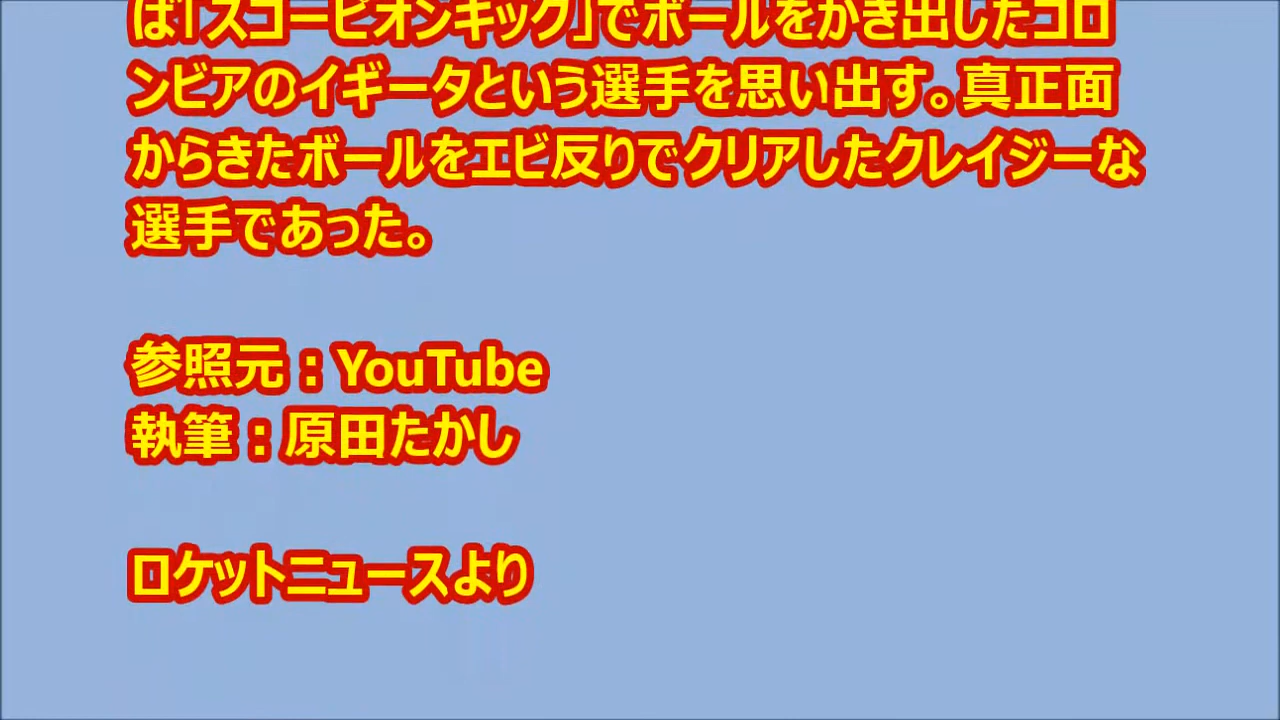 ば「スコーピオンキック」でボールをかき出したコロ
ンビアのイギータという選手を思い出す。真正面
からきたボールをエビ反りでクリアしたクレイジーな
選手であった。
参照元：YouTube
執筆：原田たかし
ロケットニュースより